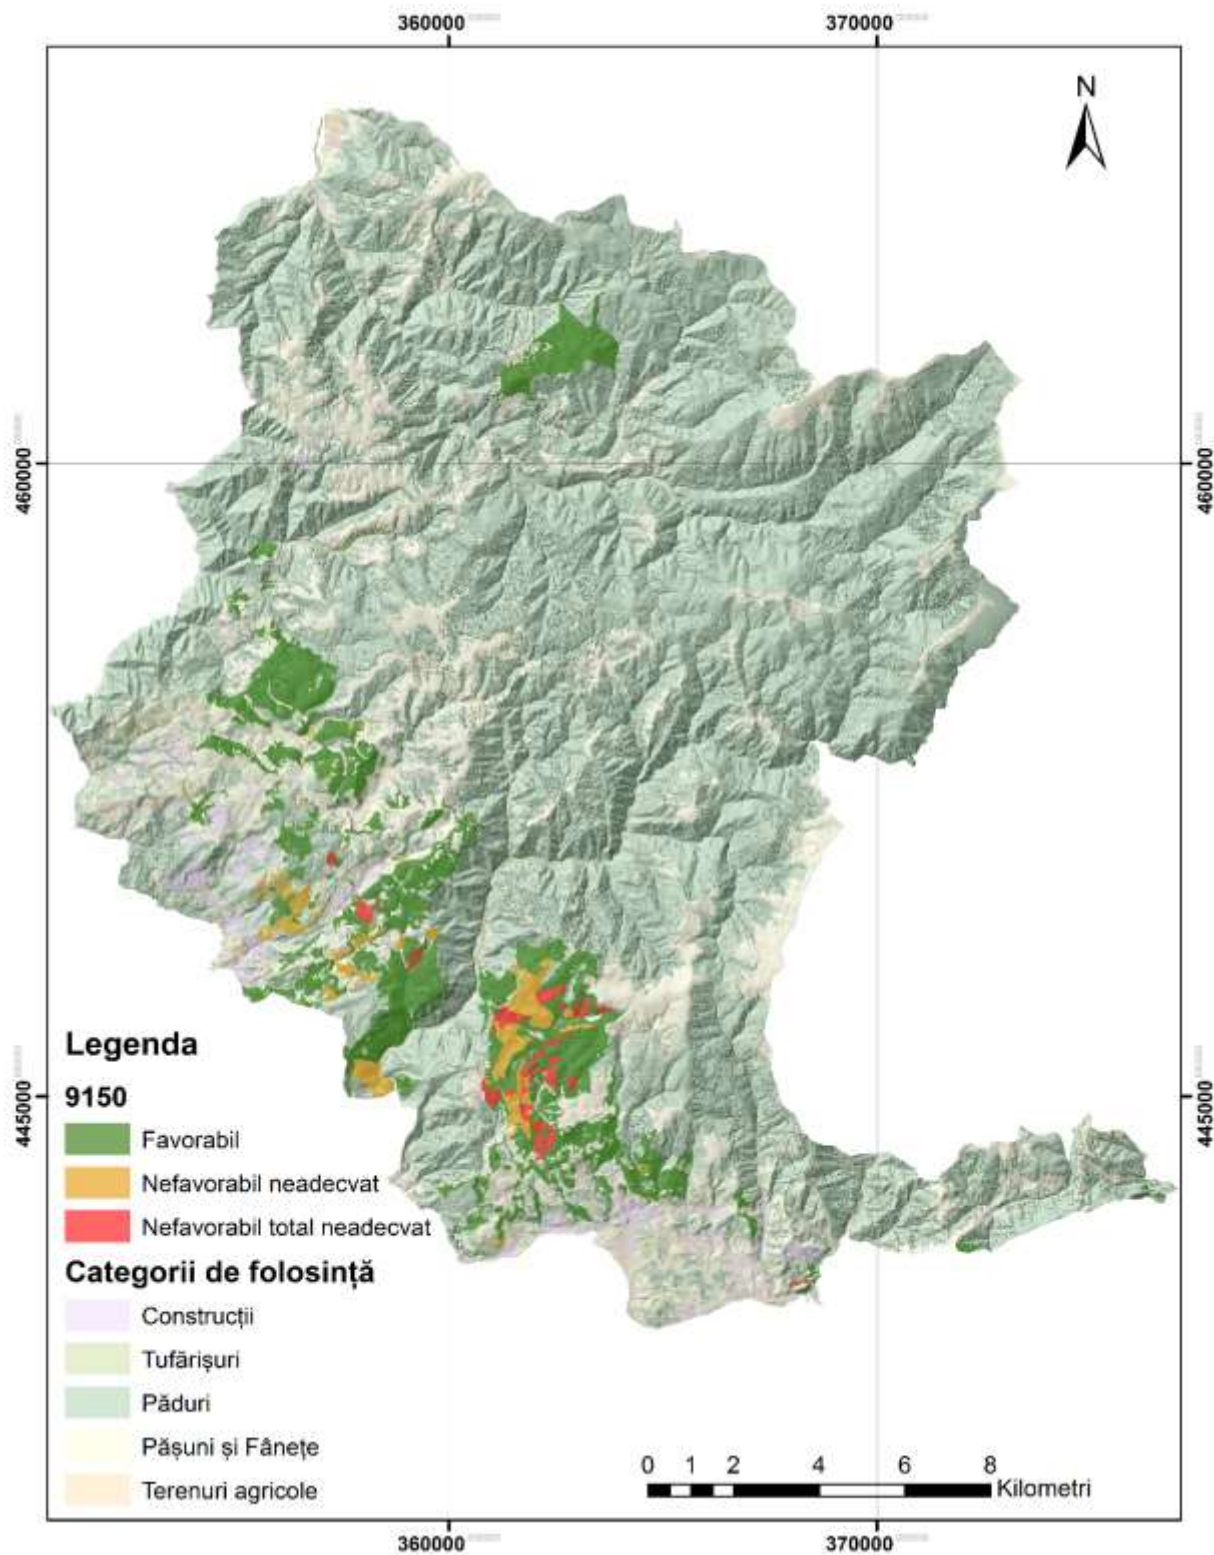 360000
370000
N
460000
460000
445000
445000
Legenda
9150
Favorabil
Nefavorabil neadecvat
Nefavorabil total neadecvat
Categorii de folosință
Construcții
Tufărișuri
Păduri
Pășuni și Fânețe
Terenuri agricole
0 1 2 4 6 8
Kilometri
360000
370000